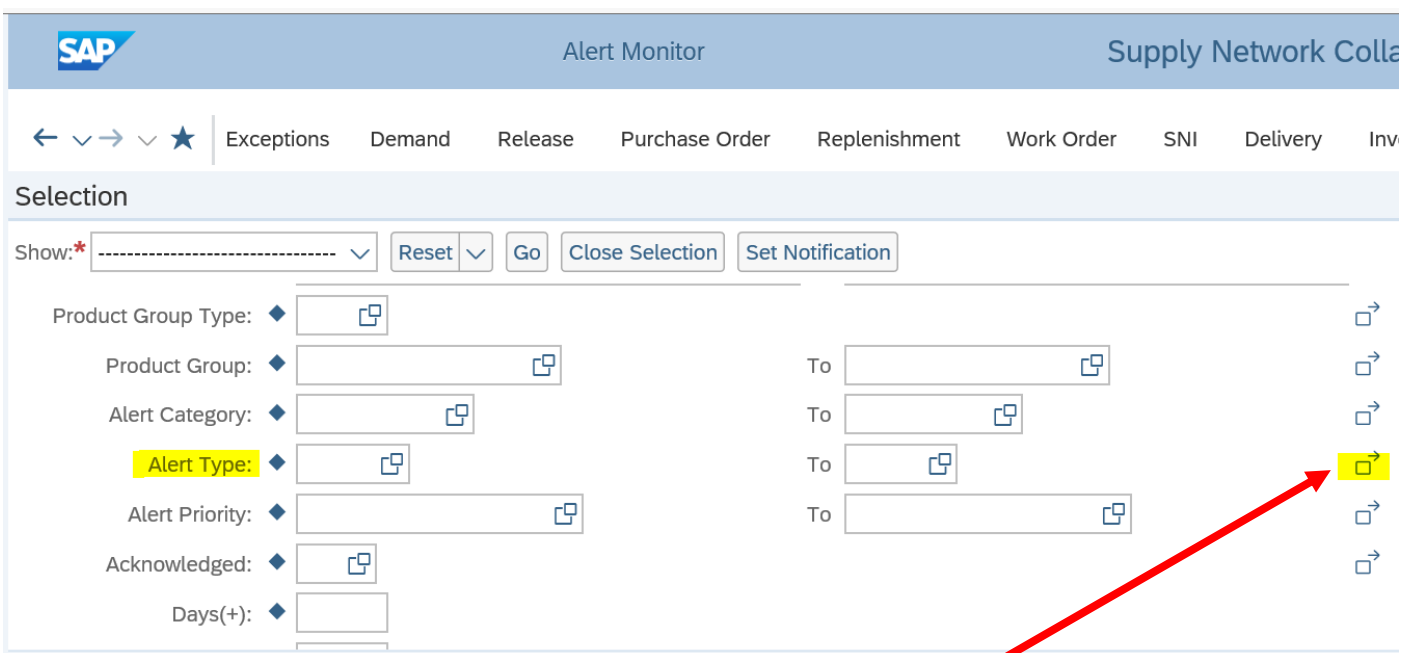 SAP
Alert Monitor
Supply Network Colla
Exceptions Demand Release Purchase Order Replenishment Work Order SNI Delivery Inv
Selection
Show:* ---------------------------------- Reset Go Close Selection Set Notification
Product Group Type:
Product Group: To
Alert Category: To
Alert Type: To
Alert Priority: To
Acknowledged:
Days(+):